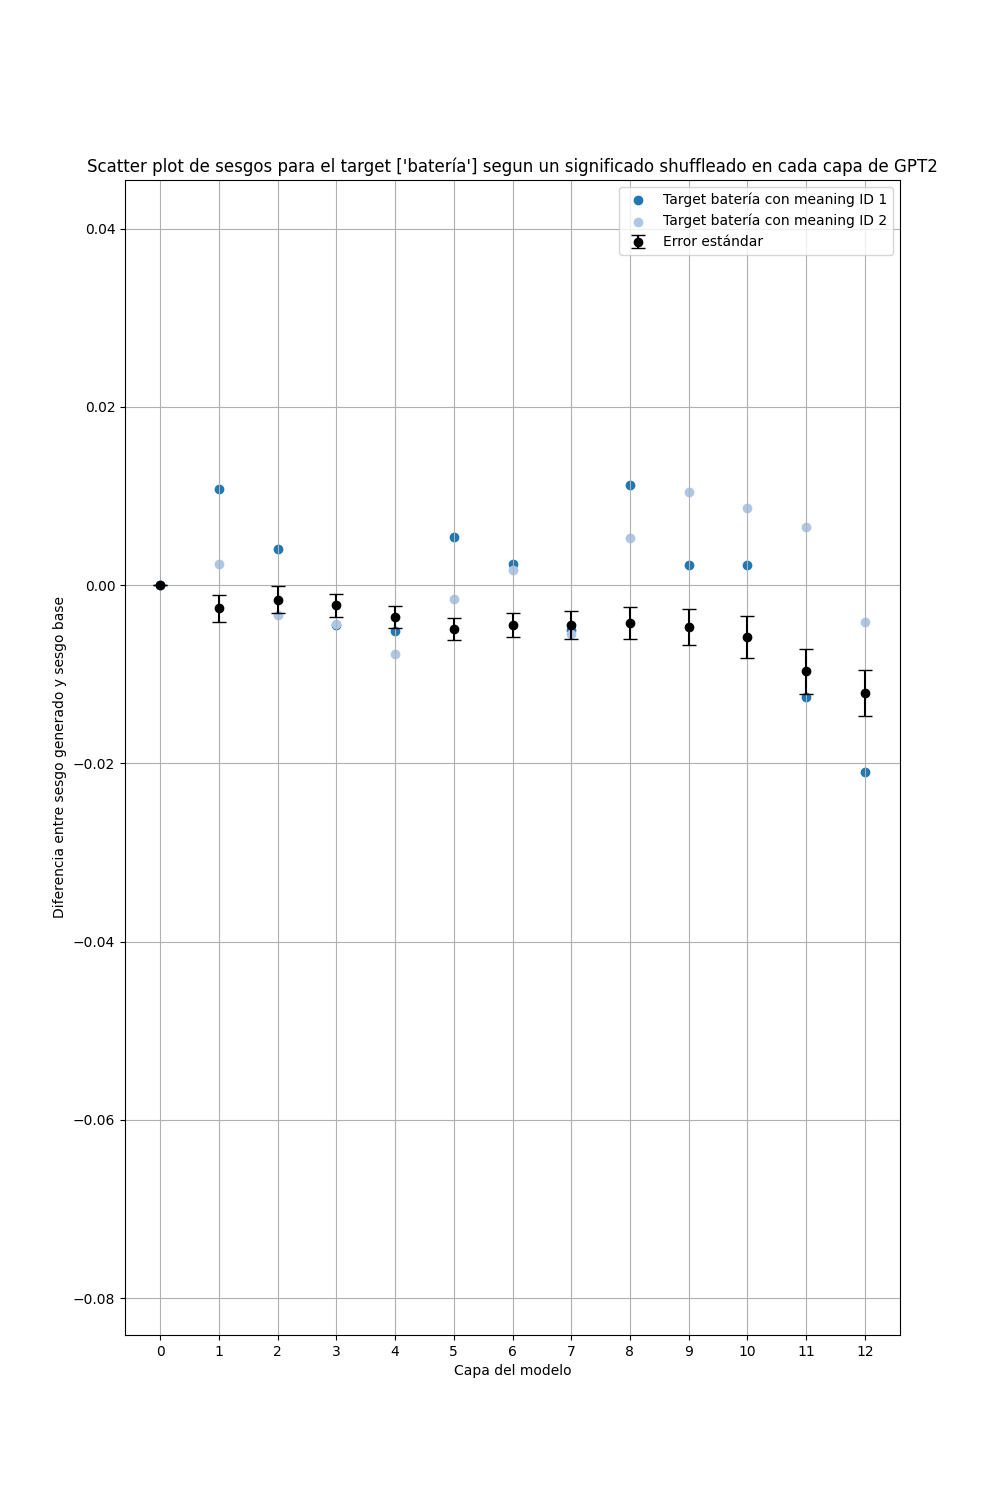 Scatter plot de sesgos para el target ['batería'] segun un significado shuffleado en cada capa de GPT2
Target batería con meaning ID 1
Target batería con meaning ID 2
Error estándar
0.04
0.02
0.00
−0.02
−0.04
−0.06
−0.08
Diferencia entre sesgo generado y sesgo base
0 1 2 3 4 5 6 7 8 9 10 11 12
Capa del modelo